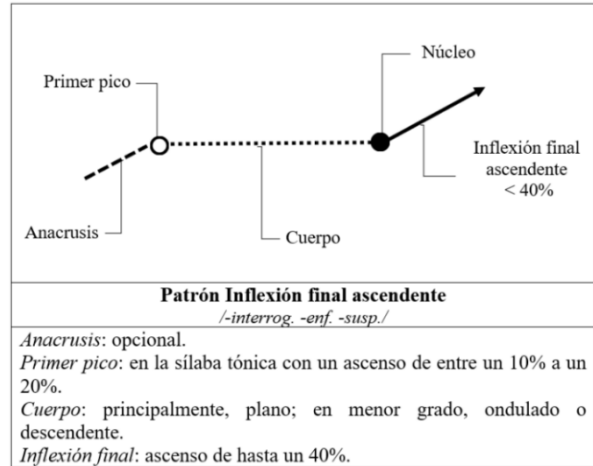 Núcleo
Primer pico
Inflexión final
ascendente
< 40%
Anacrusis
Cuerpo
Patrón Inflexión final ascendente
/-interrog. -enf. -susp./
Anacrusis: opcional.
Primer pico: en la sílaba tónica con un ascenso de entre un 10% a un
20%.
Cuerpo: principalmente, plano; en menor grado, ondulado o
descendente.
Inflexión final: ascenso de hasta un 40%.